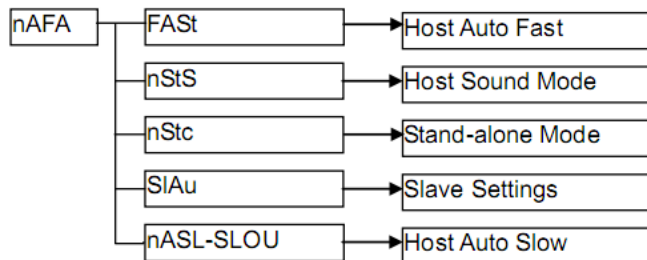 nAFA FASt Host Auto Fast
nStS Host Sound Mode
nStc Stand-alone Mode
SlAu Slave Settings
nASL-SLOU Host Auto Slow